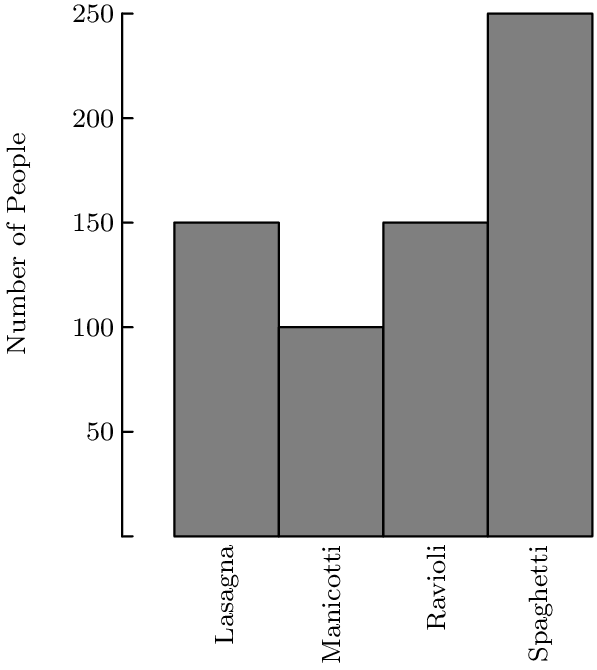 Number of People
250
200
150
100
50
Lasagna
Manicotti
Ravioli
Spaghetti